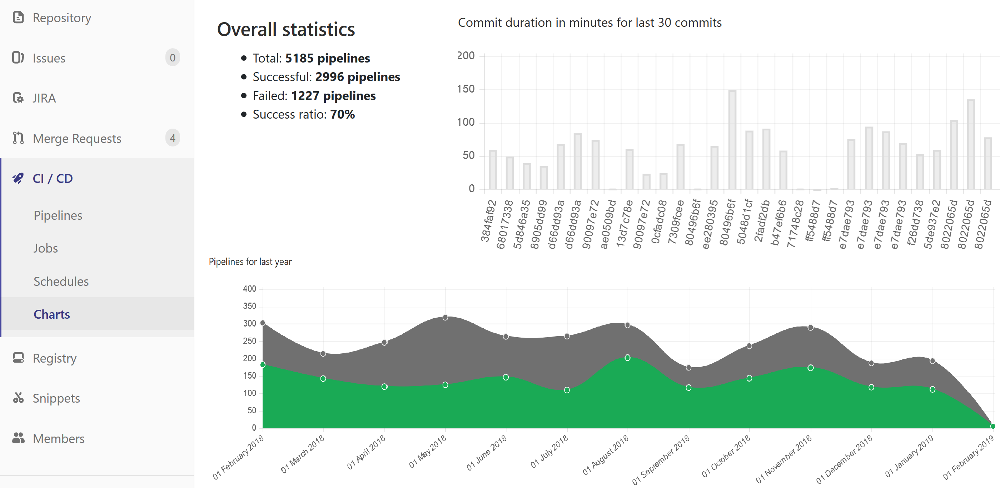 Repository
Issues 0
JIRA
Merge Requests 4
CI / CD
Pipelines
Jobs
Schedules
Charts
Registry
Snippets
Members
Overall statistics
Total: 5185 pipelines
Successful: 2996 pipelines
Failed: 1227 pipelines
Success ratio: 70%
Commit duration in minutes for last 30 commits
200
150
100
50
0
384faf92
68017338
5d846a35
8905dd99
d66dd93a
d66dd93a
90097e72
ae0509bd
13d7c78e
90097e72
0cfadc08
7309fcee
80496b6f
ee280395
80496b6f
5048d1cf
2fadf2db
b47ef6b6
71748c28
ff5488d7
ff5488d7
e7dae793
e7dae793
e7dae793
e7dae793
f26dd738
5de937e2
8022065d
8022065d
8022065d
Pipelines for last year
400
350
300
250
200
150
100
50
0
01 February 2018
01 March 2018
01 April 2018
01 May 2018
01 June 2018
01 July 2018
01 August 2018
01 September 2018
01 October 2018
01 November 2018
01 December 2018
01 January 2019
01 February 2019